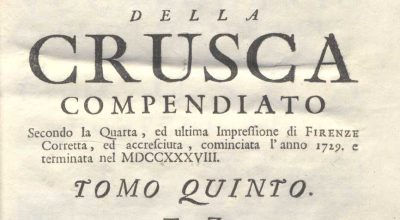 DELLA
CRUSCA
COMPENDIATO
Secondo la Quarta, ed ultima Impressione di FIRENZE
Corretta, ed accresciuta, cominciata l'anno 1729. e
terminata nel MDCCXXXVIII.
TOMO QUINTO.